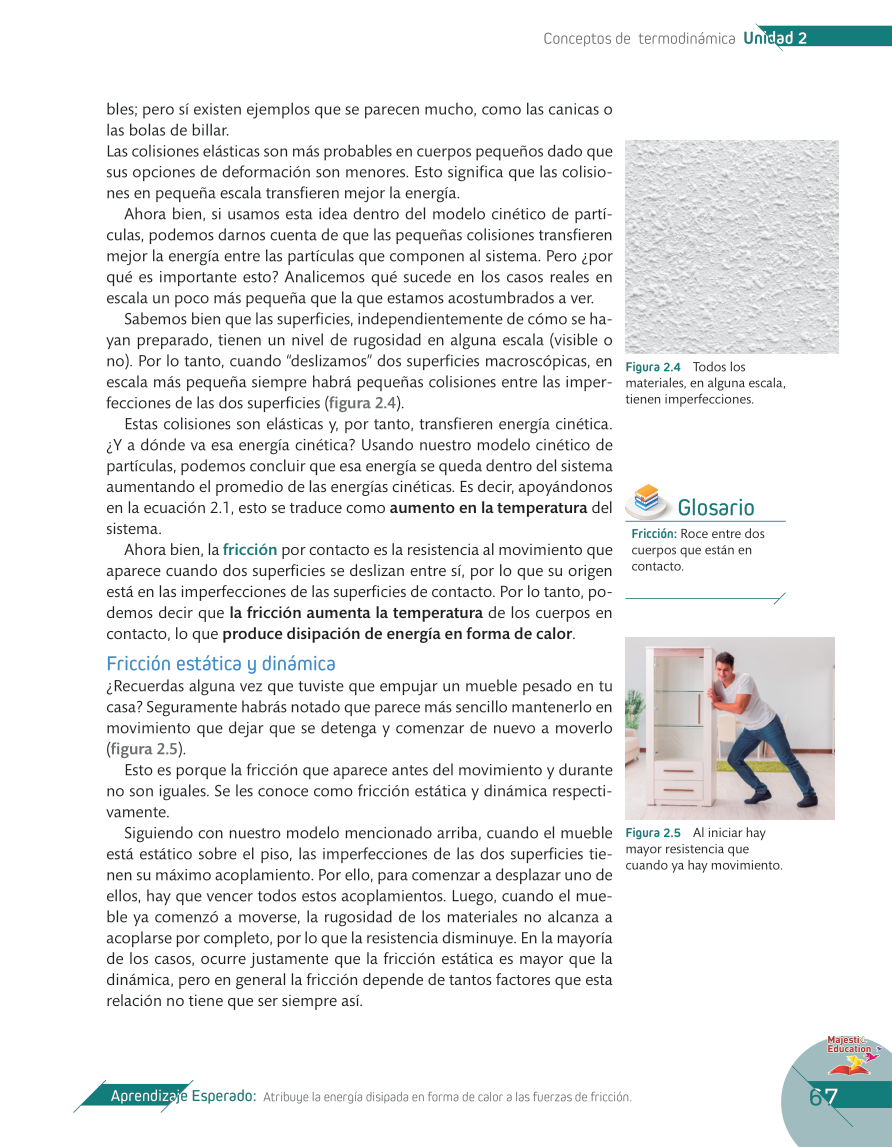 Conceptos de termodinámica Unidad 2
bles; pero sí existen ejemplos que se parecen mucho, como las canicas o
las bolas de billar.
Las colisiones elásticas son más probables en cuerpos pequeños dado que
sus opciones de deformación son menores. Esto significa que las colisio-
nes en pequeña escala transfieren mejor la energía.
Ahora bien, si usamos esta idea dentro del modelo cinético de partí-
culas, podemos darnos cuenta de que las pequeñas colisiones transfieren
mejor la energía entre las partículas que componen al sistema. Pero ¿por
qué es importante esto? Analicemos qué sucede en los casos reales en
escala un poco más pequeña que la que estamos acostumbrados a ver.
Sabemos bien que las superficies, independientemente de cómo se ha-
yan preparado, tienen un nivel de rugosidad en alguna escala (visible o
no). Por lo tanto, cuando “deslizamos” dos superficies macroscópicas, en
escala más pequeña siempre habrá pequeñas colisiones entre las imper-
fecciones de las dos superficies (figura 2.4).
Estas colisiones son elásticas y, por tanto, transfieren energía cinética.
¿Y a dónde va esa energía cinética? Usando nuestro modelo cinético de
partículas, podemos concluir que esa energía se queda dentro del sistema
aumentando el promedio de las energías cinéticas. Es decir, apoyándonos
en la ecuación 2.1, esto se traduce como aumento en la temperatura del
sistema.
Ahora bien, la fricción por contacto es la resistencia al movimiento que
aparece cuando dos superficies se deslizan entre sí, por lo que su origen
está en las imperfecciones de las superficies de contacto. Por lo tanto, po-
demos decir que la fricción aumenta la temperatura de los cuerpos en
contacto, lo que produce disipación de energía en forma de calor.
Fricción estática y dinámica
¿Recuerdas alguna vez que tuviste que empujar un mueble pesado en tu
casa? Seguramente habrás notado que parece más sencillo mantenerlo en
movimiento que dejar que se detenga y comenzar de nuevo a moverlo
(figura 2.5).
Esto es porque la fricción que aparece antes del movimiento y durante
no son iguales. Se les conoce como fricción estática y dinámica respecti-
vamente.
Siguiendo con nuestro modelo mencionado arriba, cuando el mueble
está estático sobre el piso, las imperfecciones de las dos superficies tie-
nen su máximo acoplamiento. Por ello, para comenzar a desplazar uno de
ellos, hay que vencer todos estos acoplamientos. Luego, cuando el mue-
ble ya comenzó a moverse, la rugosidad de los materiales no alcanza a
acoplarse por completo, por lo que la resistencia disminuye. En la mayoría
de los casos, ocurre justamente que la fricción estática es mayor que la
dinámica, pero en general la fricción depende de tantos factores que esta
relación no tiene que ser siempre así.
Figura 2.4 Todos los
materiales, en alguna escala,
tienen imperfecciones.
Glosario
Fricción: Roce entre dos
cuerpos que están en
contacto.
Figura 2.5 Al iniciar hay
mayor resistencia que
cuando ya hay movimiento.
Majestic
Education
Aprendizaje Esperado: Atribuye la energía disipada en forma de calor a las fuerzas de fricción.
67